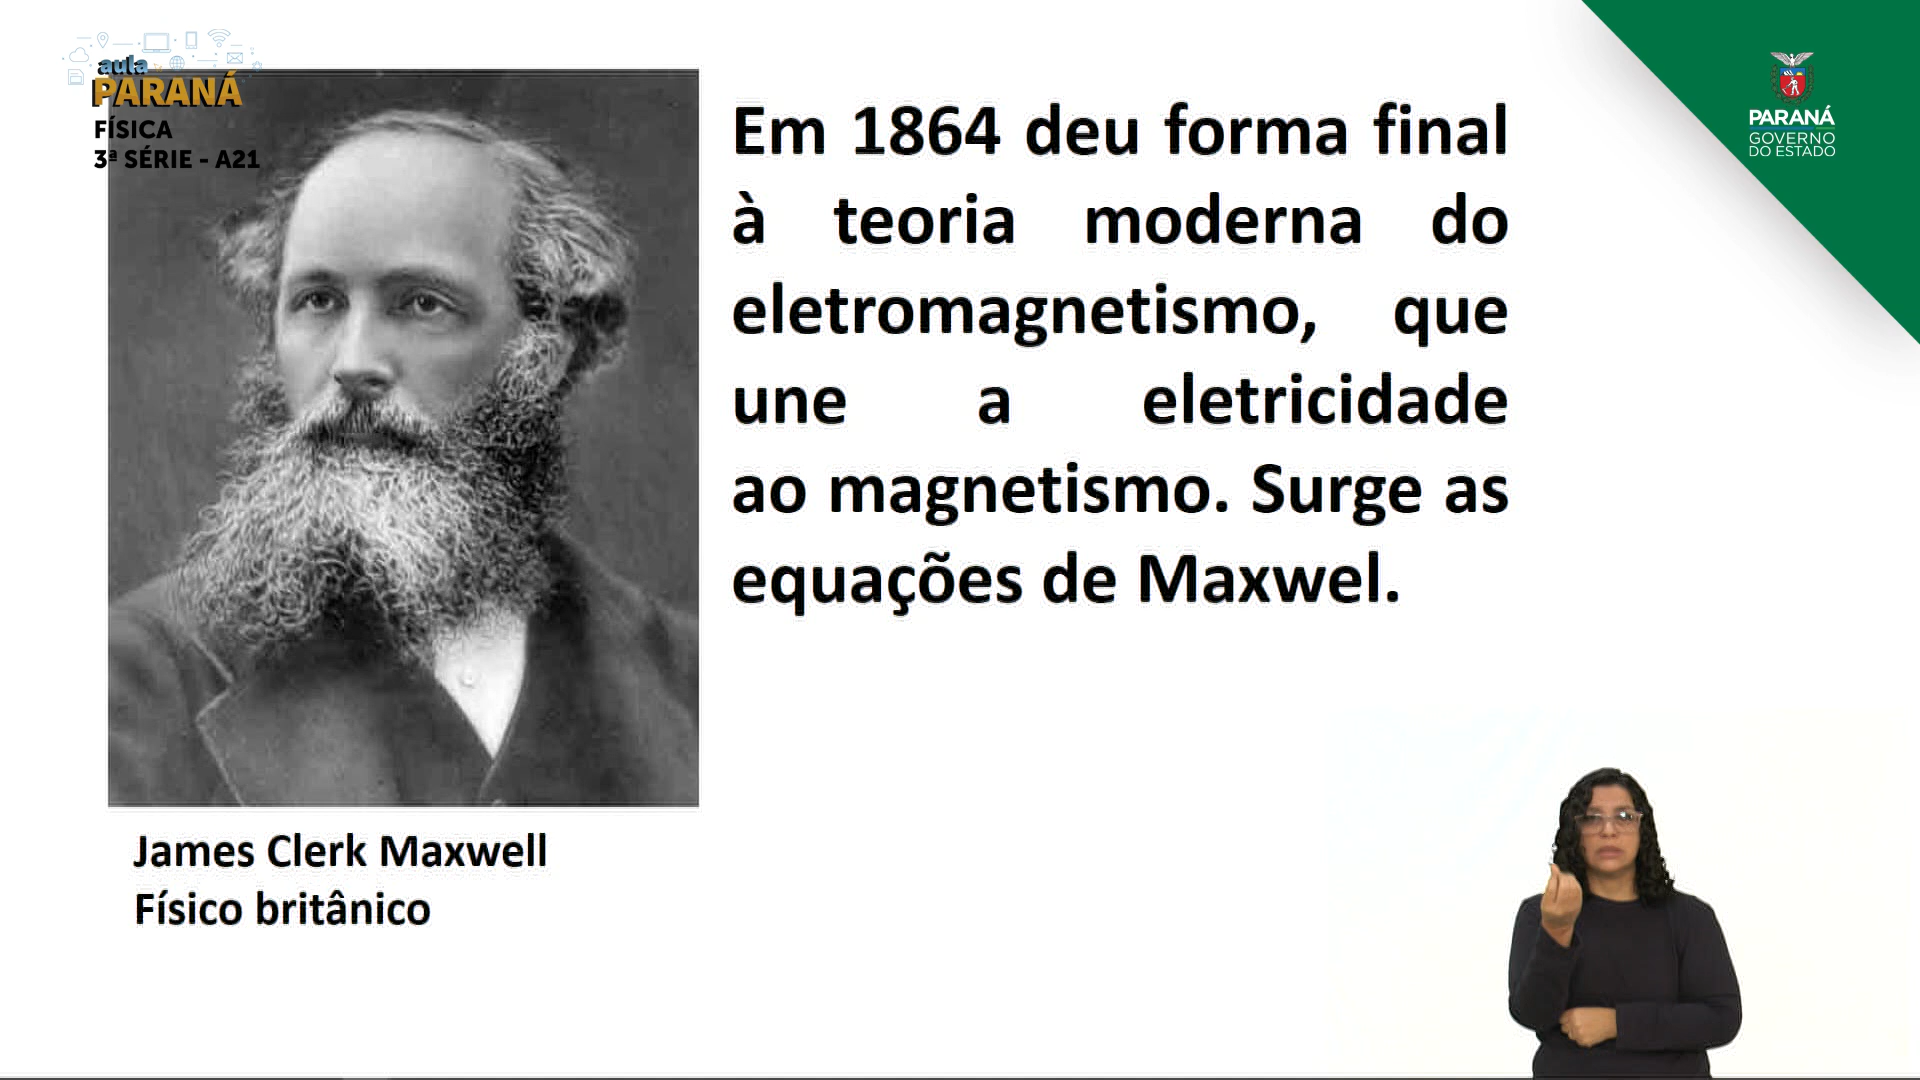 aula
PARANÁ
FÍSICA
3ª SÉRIE - A21
PARANÁ
GOVERNO
DO ESTADO
Em 1864 deu forma final
à teoria moderna do
eletromagnetismo, que
une a eletricidade
ao magnetismo. Surge as
equações de Maxwel.
James Clerk Maxwell
Físico britânico